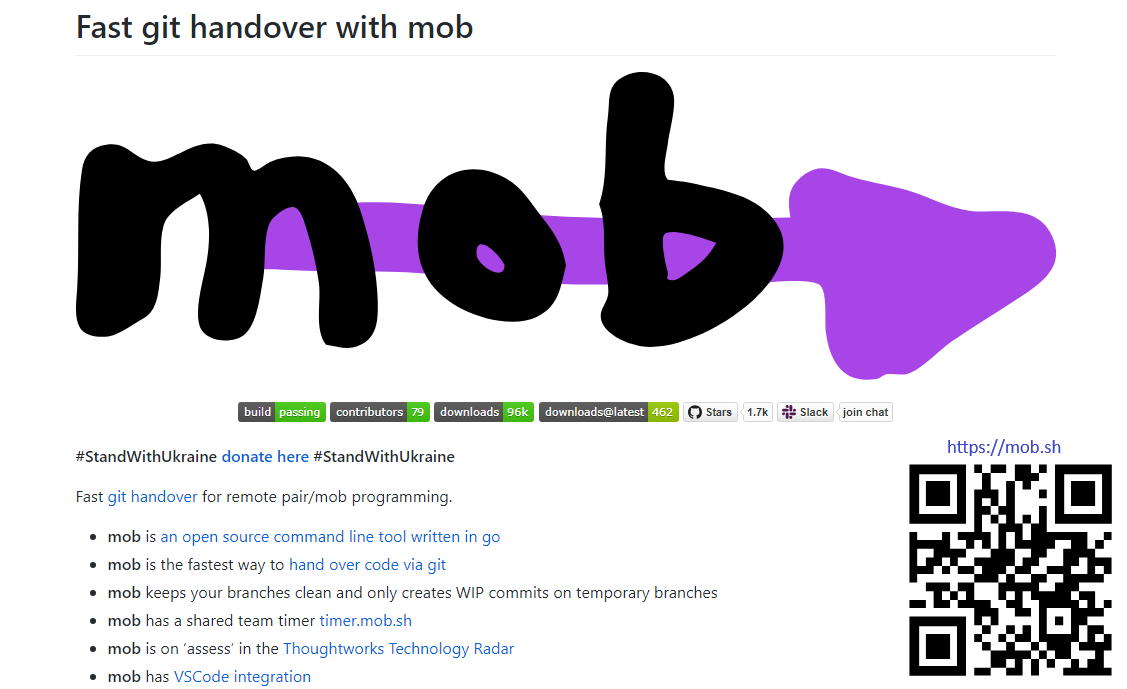 Fast git handover with mob
mob
build passing contributors 79 downloads 96k downloads@latest 462 Stars 1.7k Slack join chat
https://mob.sh
#StandWithUkraine donate here #StandWithUkraine
Fast git handover for remote pair/mob programming.
mob is an open source command line tool written in go
mob is the fastest way to hand over code via git
mob keeps your branches clean and only creates WIP commits on temporary branches
mob has a shared team timer timer.mob.sh
mob is on ‘assess’ in the Thoughtworks Technology Radar
mob has VSCode integration